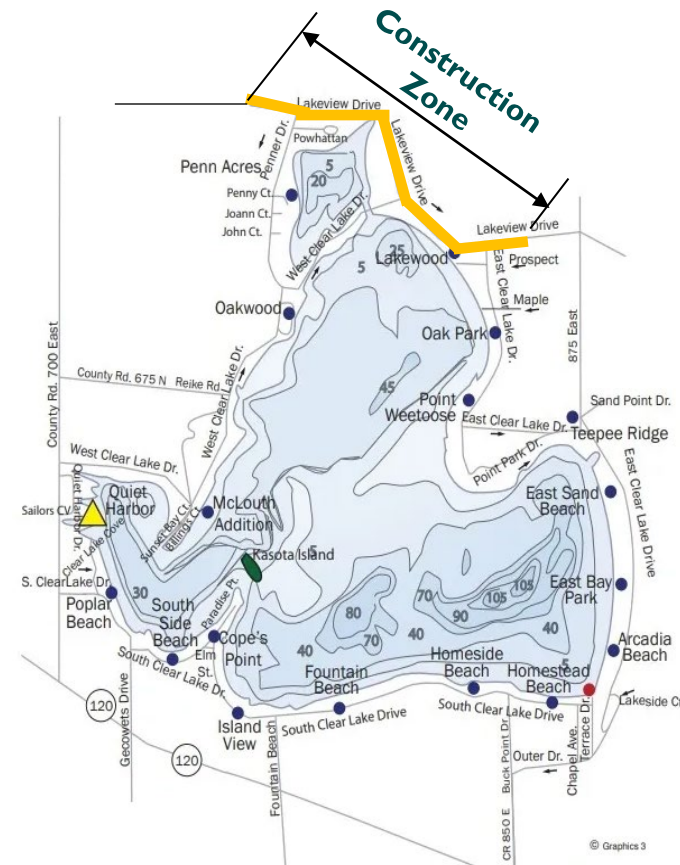 Construction
Zone
Lakeview Drive
Penner Dr.
Powhattan
Lakeview Drive
Penn Acres
5
20
Penny Ct.
Joann Ct.
John Ct.
West Clear Lake Dr.
Lakeview Drive
25
Lakewood
5
Prospect
East Clear Lake Dr.
Maple
Oakwood
Oak Park
875 East
County Rd. 700 East
West Clear Lake Dr.
County Rd. 675 N
Reike Rd.
45
Point
Weetoose
Sand Point Dr.
East Clear Lake Dr.
Teepee Ridge
West Clear Lake Dr.
Point Park Dr.
East Clear Lake Dr.
Quiet Harbor Dr.
Quiet
Harbor
Sailors CV.
Clear Lake Cove
Sunset Bay Ct.
Billings Ct.
McLouth
Addition
East Sand
Beach
Kasota Island
5
S. ClearLake Dr.
Poplar
Beach
30
South
Side
Beach
Paradise Pt.
80
70
70
90
105
105
East Bay
Park
40
40
40
Cope's
Point
Elm
St.
South Clear Lake Dr.
Arcadia
Beach
5
Fountain
Beach
Homeside
Beach
Homestead
Beach
Island
View
South Clear Lake Drive
South Clear Lake Drive
Lakeside C
120
120
Gecowets Drive
Fountain Beach
CR 850 E
Buck Point Dr.
Outer Dr.
Chapel Ave.
Terrace Dr.
© Graphics 3